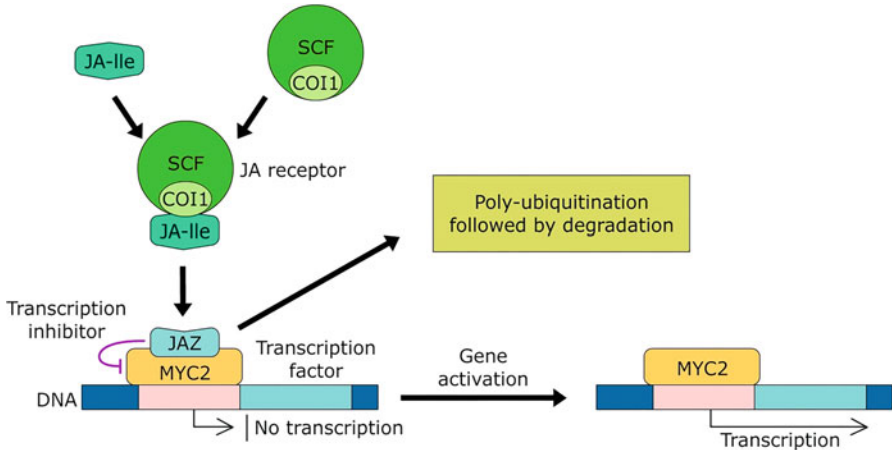 SCF
COI1
JA-Ile
SCF
COI1
JA-Ile
JA receptor
Poly-ubiquitination
followed by degradation
Transcription
inhibitor
JAZ
MYC2
Transcription
factor
DNA
No transcription
Gene
activation
MYC2
Transcription